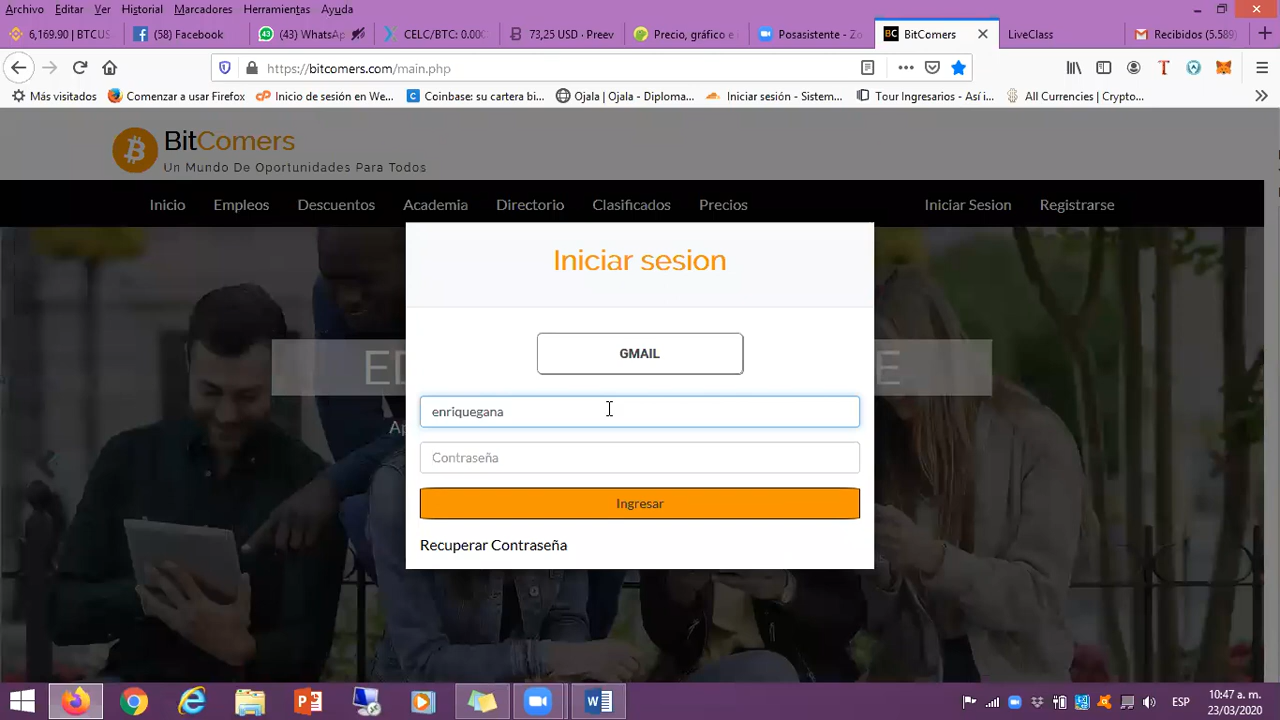 Archivo Editar Ver Historial Marcadores Herramientas Ayuda
6,169.90 | BTCUS
(58) Facebook
(43) WhatsAp
CELC/BTC: 0.000
73,25 USD - Preev
Precio, gráfico e
Posasistente - Zo
BitComers
LiveClass
Recibidos (5.589)
https://bitcomers.com/main.php
Más visitados
Comenzar a usar Firefox
Inicio de sesión en We...
Coinbase: su cartera bi...
Ojala | Ojala - Diploma...
Iniciar sesión - Sistem...
Tour Ingresarios - Así i...
All Currencies | Crypto...
BitComers
Un Mundo De Oportunidades Para Todos
Inicio Empleos Descuentos Academia Directorio Clasificados Precios Iniciar Sesion Registrarse
Iniciar sesion
GMAIL
enriquegana
Contraseña
Ingresar
Recuperar Contraseña
ESP
10:47 a. m.
23/03/2020